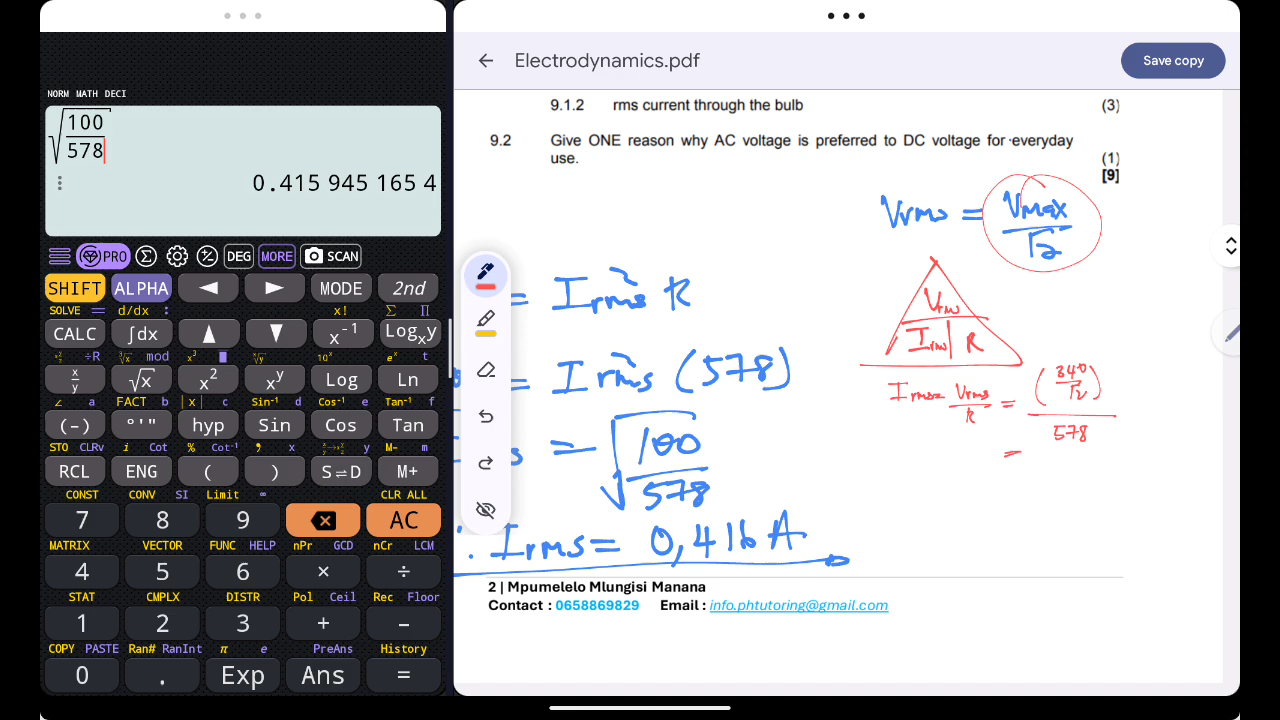 NORM MATH DECI
√100/578
0.415 945 165 4
PRO DEG MORE SCAN
SHIFT ALPHA MODE 2nd
SOLVE = d/dx : x! Σ ∏
CALC ∫dx x⁻¹ Logₓy
÷R mod x³ 10ˣ eˣ t
x/y √x x² xʸ Log Ln
∠ a FACT b |x| c Sin⁻¹ d Cos⁻¹ e Tan⁻¹ f
(−) °'" hyp Sin Cos Tan
STO CLRv i Cot % Cot⁻¹ , x y M- m
RCL ENG ( ) S⇌D M+
CONST CONV SI Limit ∞ CLR ALL
7 8 9 AC
MATRIX VECTOR FUNC HELP nPr GCD nCr LCM
4 5 6 × ÷
STAT CMPLX DISTR Pol Ceil Rec Floor
1 2 3 + −
COPY PASTE Ran# RanInt π e PreAns History
0 . Exp Ans =
Electrodynamics.pdf
Save copy
9.1.2 rms current through the bulb (3)
9.2 Give ONE reason why AC voltage is preferred to DC voltage for everyday
use. (1)
[9]
Vrms = Vmax/√2
= I²rms R
= I²rms (578)
s = √100/578
∴ Irms = 0,416 A
Vrms
Irms | R
Irms = Vrms/R = (340/√2)/578
=
2 | Mpumelelo Mlungisi Manana
Contact : 0658869829 Email : info.phtutoring@gmail.com